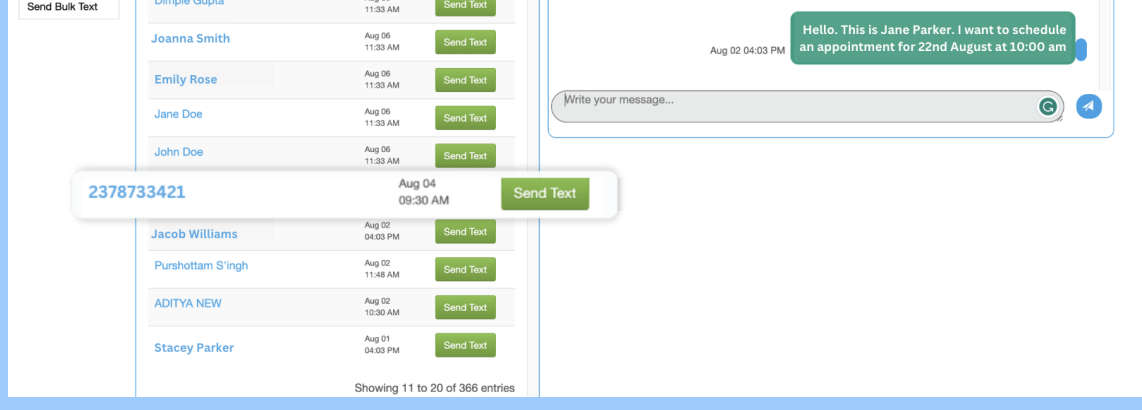 Send Bulk Text
Dimple Gupta
11:33 AM
Send Text
Joanna Smith
Aug 06
11:33 AM
Send Text
Emily Rose
Aug 06
11:33 AM
Send Text
Jane Doe
Aug 06
11:33 AM
Send Text
John Doe
Aug 06
11:33 AM
Send Text
2378733421
Aug 04
09:30 AM
Send Text
Jacob Williams
Aug 02
04:03 PM
Send Text
Purshottam S'ingh
Aug 02
11:48 AM
Send Text
ADITYA NEW
Aug 02
10:30 AM
Send Text
Stacey Parker
Aug 01
04:03 PM
Send Text
Showing 11 to 20 of 366 entries
Hello. This is Jane Parker. I want to schedule
an appointment for 22nd August at 10:00 am
Aug 02 04:03 PM
Write your message...